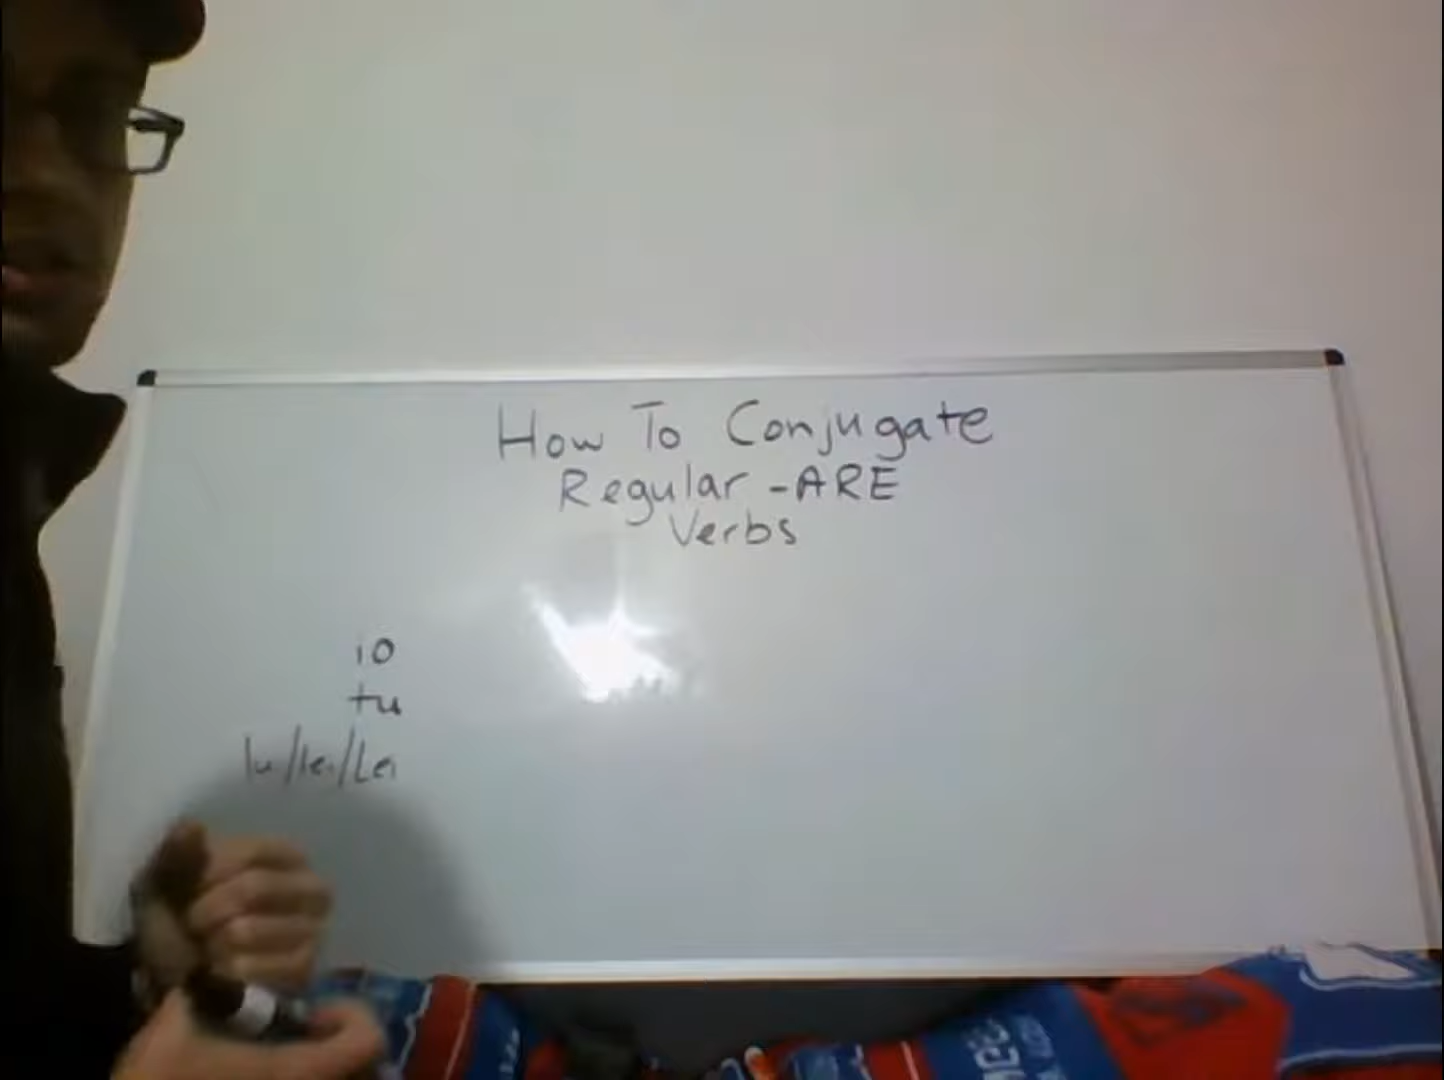 How To Conjugate
Regular -ARE
Verbs
io
tu
lui/lei/Lei